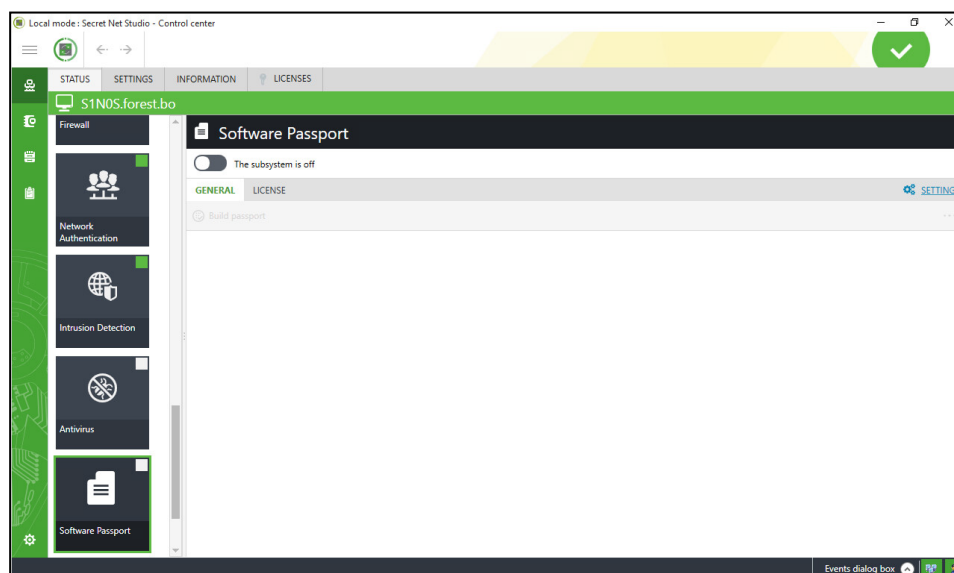 Local mode : Secret Net Studio - Control center
STATUS SETTINGS INFORMATION LICENSES
S1N0S.forest.bo
Firewall
Network
Authentication
Intrusion Detection
Antivirus
Software Passport
Software Passport
The subsystem is off
GENERAL LICENSE SETTING
Build passport
Events dialog box